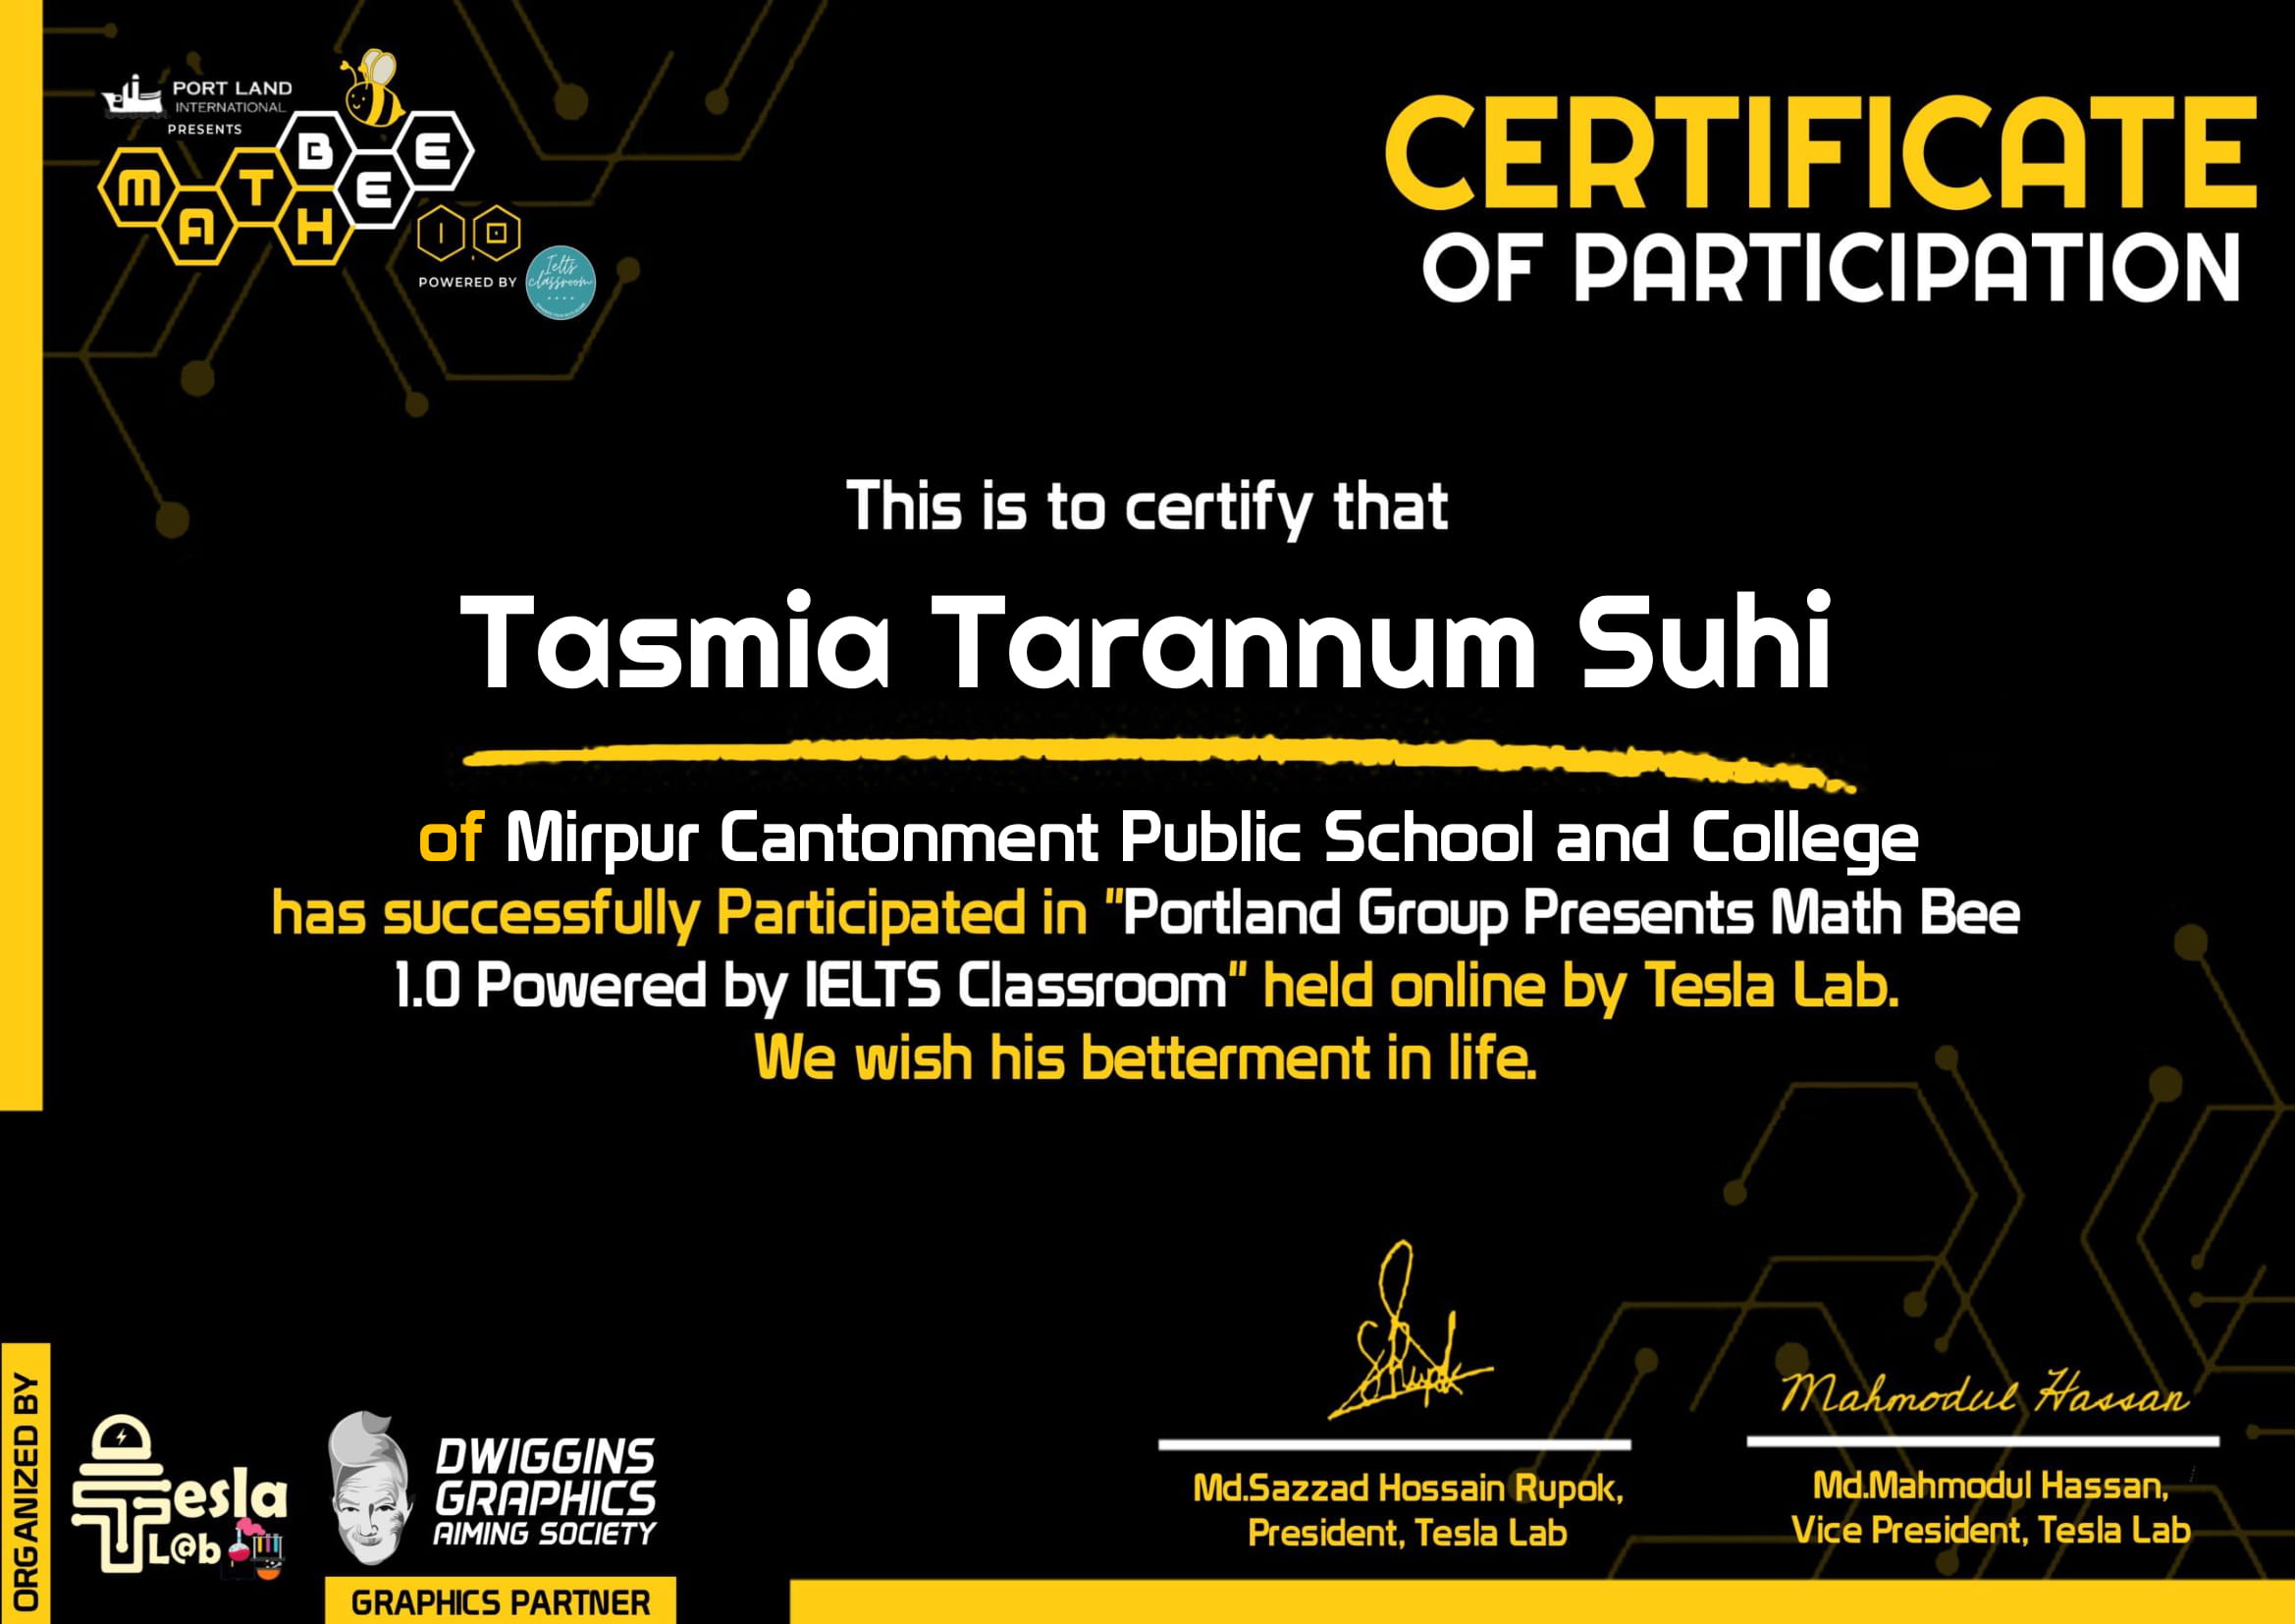 PORT LAND
INTERNATIONAL
PRESENTS
MATH BEE
1.0
POWERED BY
Ielts
classroom
CERTIFICATE
OF PARTICIPATION
This is to certify that
Tasmia Tarannum Suhi
of Mirpur Cantonment Public School and College
has successfully Participated in "Portland Group Presents Math Bee
1.0 Powered by IELTS Classroom" held online by Tesla Lab.
We wish his betterment in life.
ORGANIZED BY
Tesla
L@b
DWIGGINS
GRAPHICS
AIMING SOCIETY
GRAPHICS PARTNER
SRupok
Md.Sazzad Hossain Rupok,
President, Tesla Lab
Mahmodul Hassan
Md.Mahmodul Hassan,
Vice President, Tesla Lab